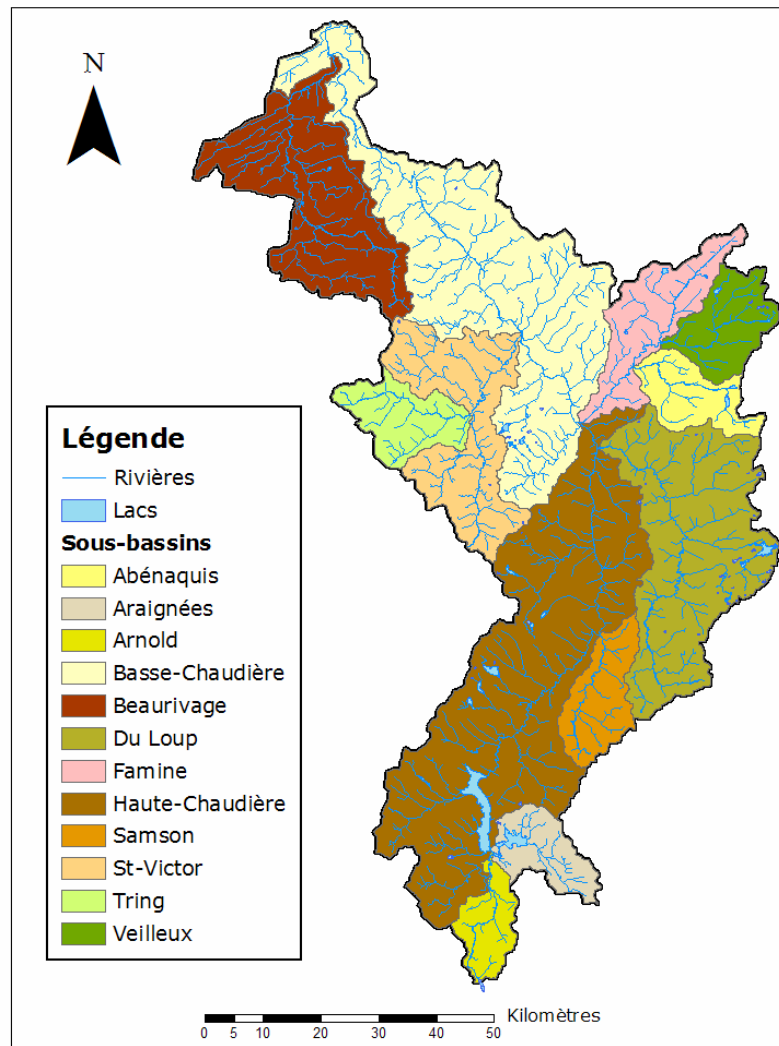 N
Légende
Rivières
Lacs
Sous-bassins
Abénaquis
Araignées
Arnold
Basse-Chaudière
Beaurivage
Du Loup
Famine
Haute-Chaudière
Samson
St-Victor
Tring
Veilleux
Kilomètres
0 5 10 20 30 40 50